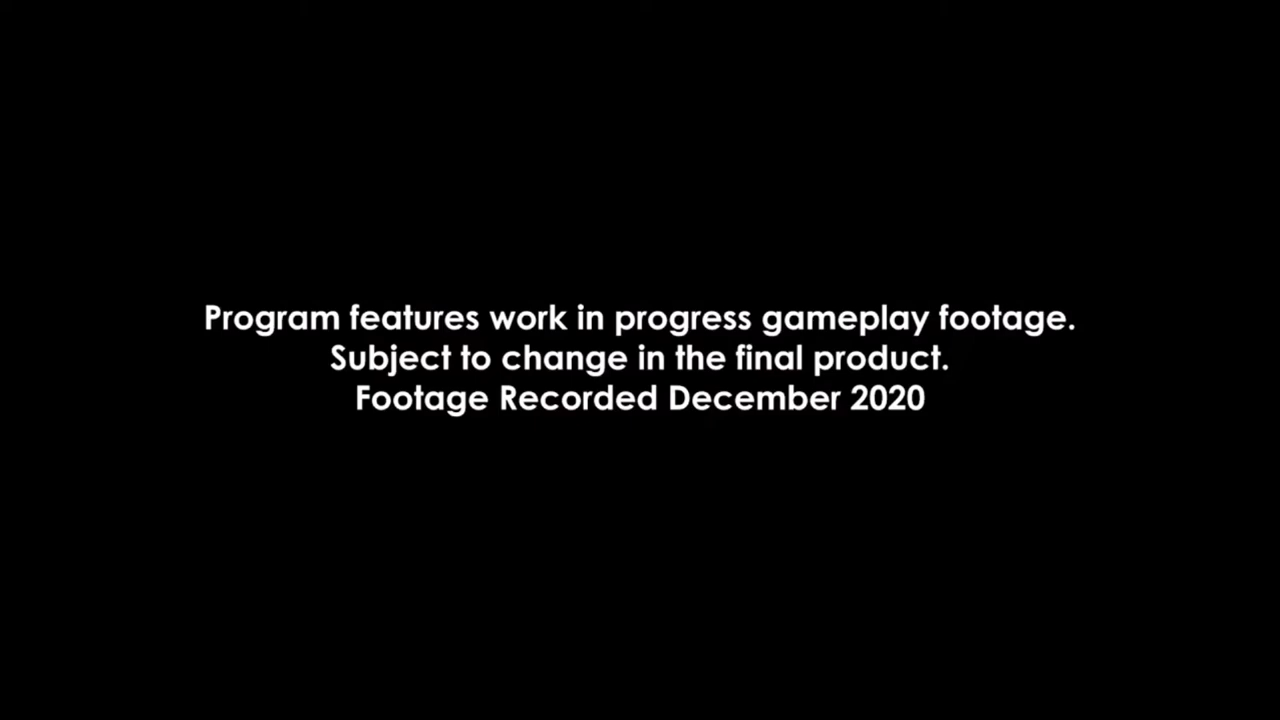 Program features work in progress gameplay footage.
Subject to change in the final product.
Footage Recorded December 2020